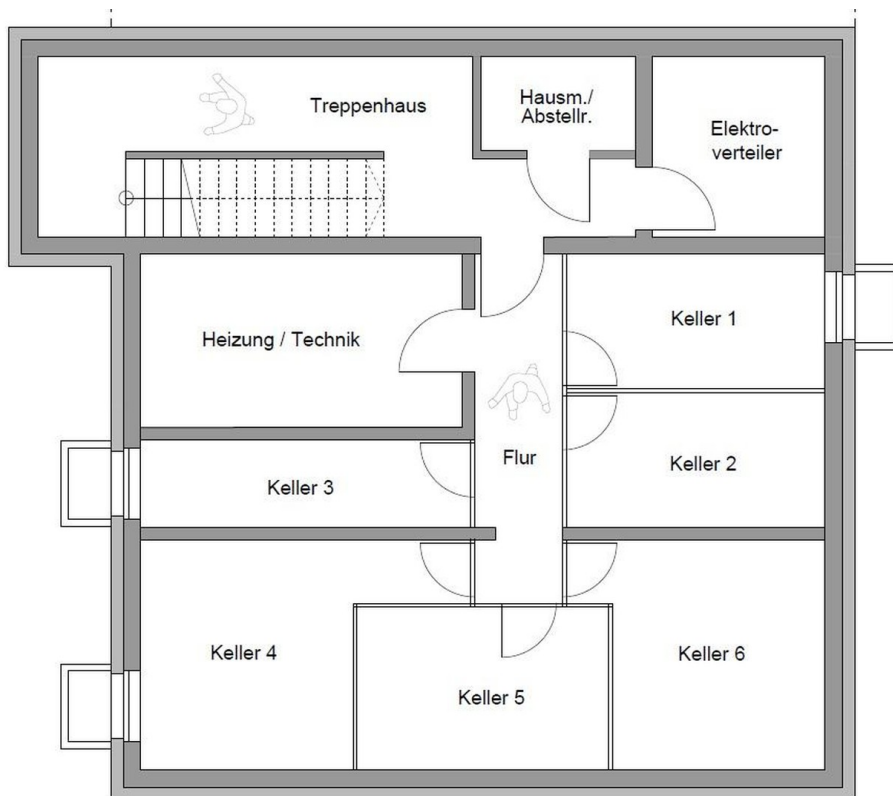 Treppenhaus
Hausm./
Abstellr.
Elektro-
verteiler
Heizung / Technik
Keller 1
Flur
Keller 2
Keller 3
Keller 4
Keller 5
Keller 6